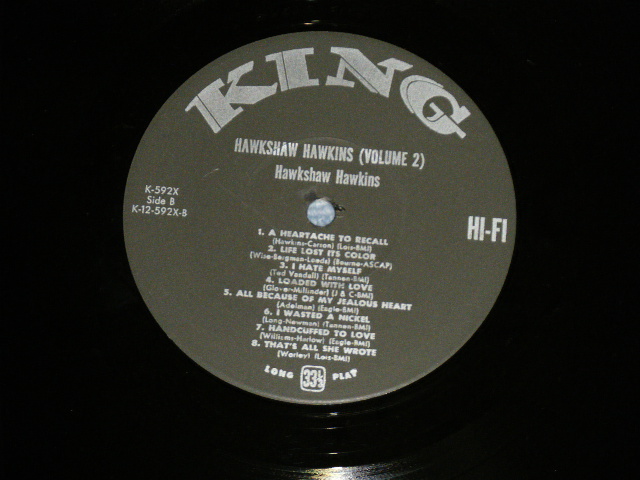 KING
HAWKSHAW HAWKINS (VOLUME 2)
Hawkshaw Hawkins
K-592X
Side B
K-12-592X-B
HI-FI
1. A HEARTACHE TO RECALL
(Hawkins-Carson) (Lois-BMI)
2. LIFE LOST ITS COLOR
(Wise-Bergman-Loeds) (Bourne-ASCAP)
3. I HATE MYSELF
(Ted Vendall) (Tannen-BMI)
4. LOADED WITH LOVE
(Glover-Millinder) (J & C-BMI)
5. ALL BECAUSE OF MY JEALOUS HEART
(Adelman) (Eagle-BMI)
6. I WASTED A NICKEL
(Long-Newman) (Tannen-BMI)
7. HANDCUFFED TO LOVE
(Williams-Harlow) (Eagle-BMI)
8. THAT'S ALL SHE WROTE
(Worley) (Lois-BMI)
LONG 33⅓ PLAY